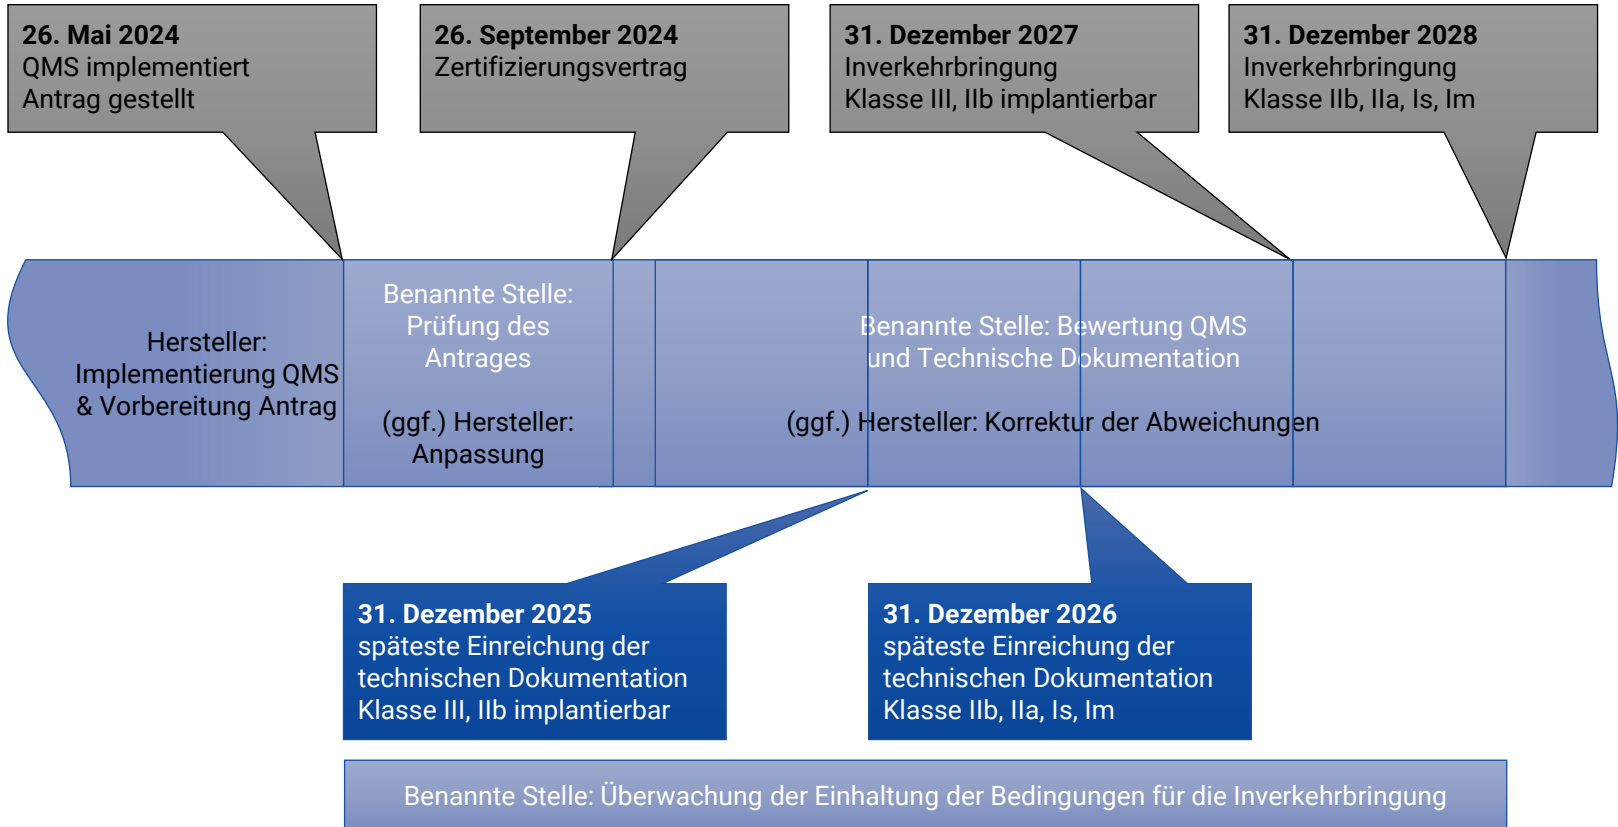 26. Mai 2024
QMS implementiert
Antrag gestellt
26. September 2024
Zertifizierungsvertrag
31. Dezember 2027
Inverkehrbringung
Klasse III, IIb implantierbar
31. Dezember 2028
Inverkehrbringung
Klasse IIb, IIa, Is, Im
Hersteller:
Implementierung QMS
& Vorbereitung Antrag
Benannte Stelle:
Prüfung des
Antrages
(ggf.) Hersteller:
Anpassung
Benannte Stelle: Bewertung QMS
und Technische Dokumentation
(ggf.) Hersteller: Korrektur der Abweichungen
31. Dezember 2025
späteste Einreichung der
technischen Dokumentation
Klasse III, IIb implantierbar
31. Dezember 2026
späteste Einreichung der
technischen Dokumentation
Klasse IIb, IIa, Is, Im
Benannte Stelle: Überwachung der Einhaltung der Bedingungen für die Inverkehrbringung